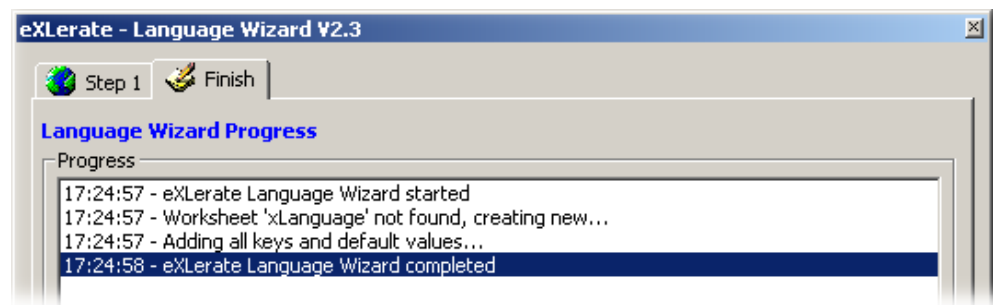 eXLerate - Language Wizard V2.3
Step 1 Finish
Language Wizard Progress
Progress
17:24:57 - eXLerate Language Wizard started
17:24:57 - Worksheet 'xLanguage' not found, creating new...
17:24:57 - Adding all keys and default values...
17:24:58 - eXLerate Language Wizard completed